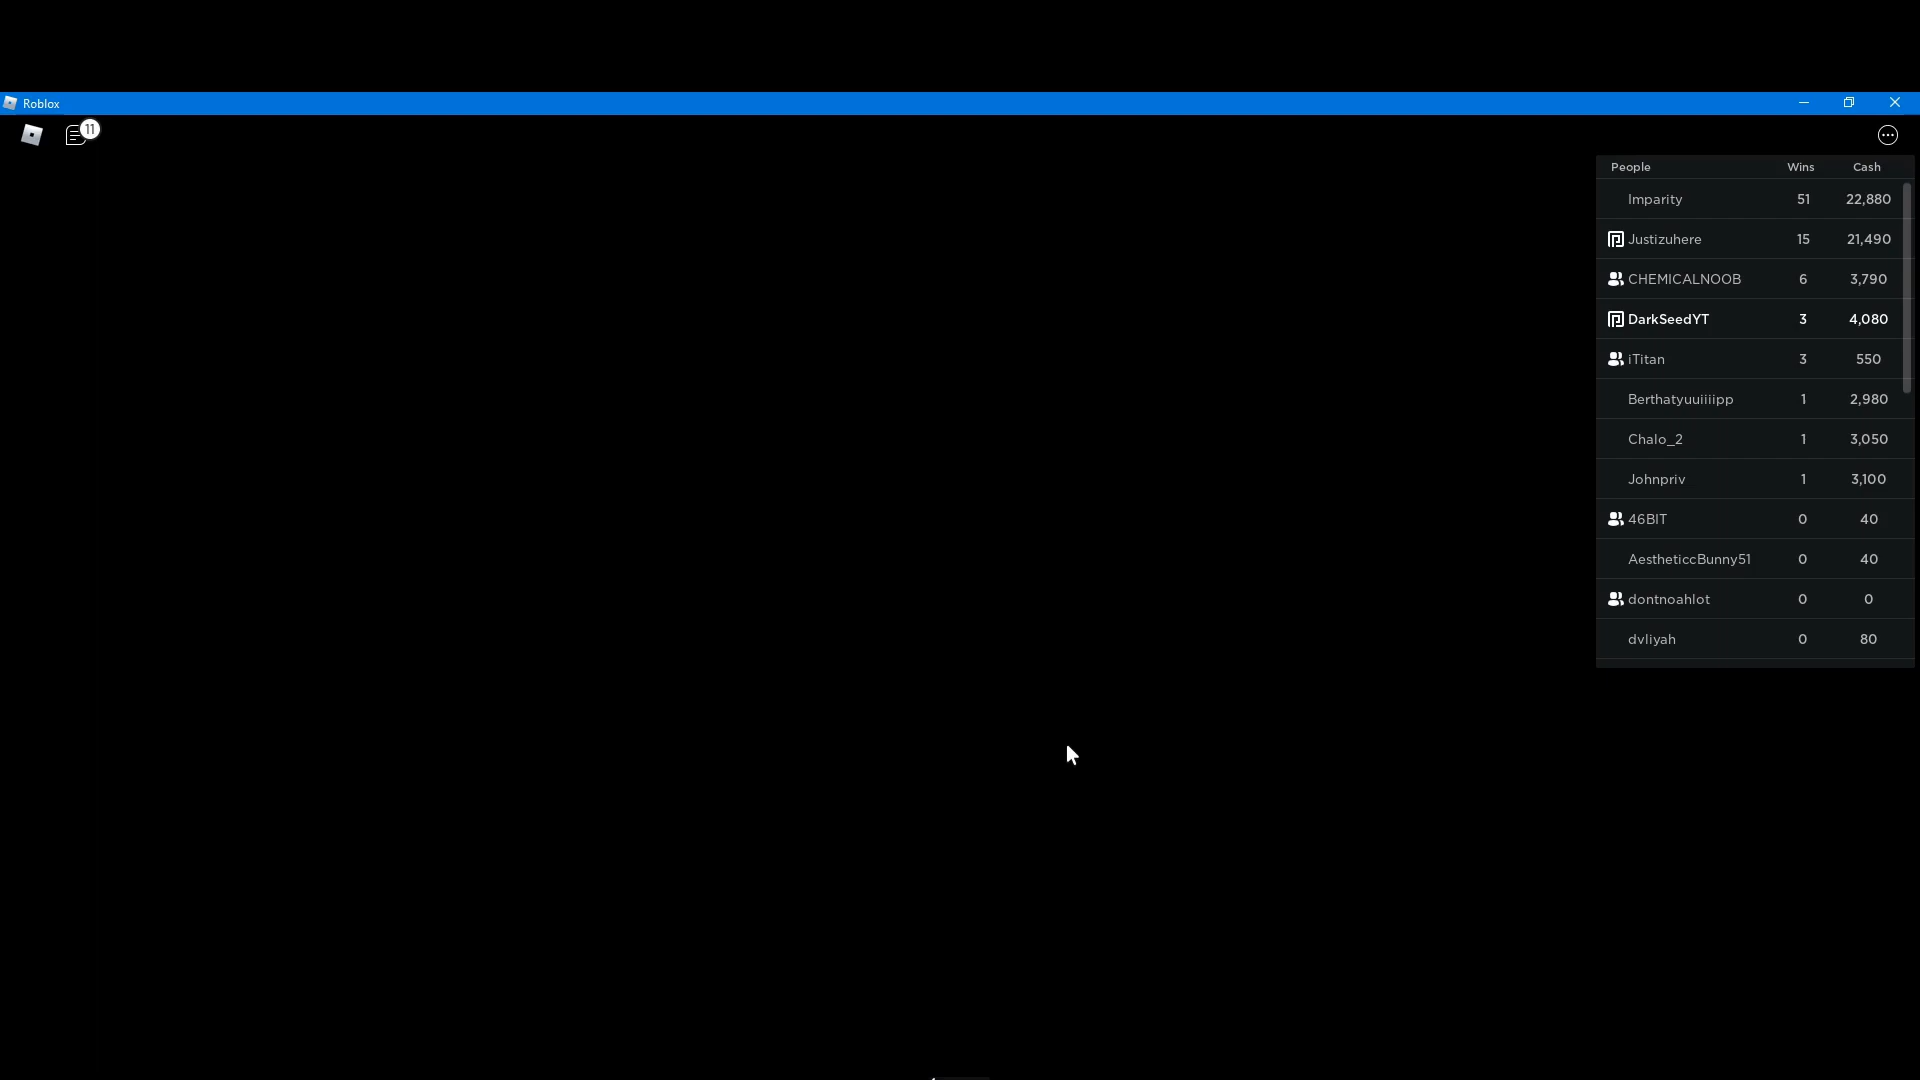 Roblox
11
People Wins Cash
Imparity 51 22,880
Justizuhere 15 21,490
CHEMICALNOOB 6 3,790
DarkSeedYT 3 4,080
iTitan 3 550
Berthatyuuiiiipp 1 2,980
Chalo_2 1 3,050
Johnpriv 1 3,100
46BIT 0 40
AestheticcBunny51 0 40
dontnoahlot 0 0
dvliyah 0 80